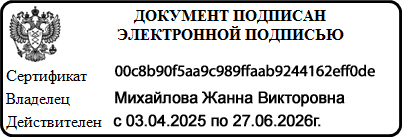 ДОКУМЕНТ ПОДПИСАН
ЭЛЕКТРОННОЙ ПОДПИСЬЮ
Сертификат 00c8b90f5aa9c989ffaab9244162eff0de
Владелец Михайлова Жанна Викторовна
Действителен с 03.04.2025 по 27.06.2026г.